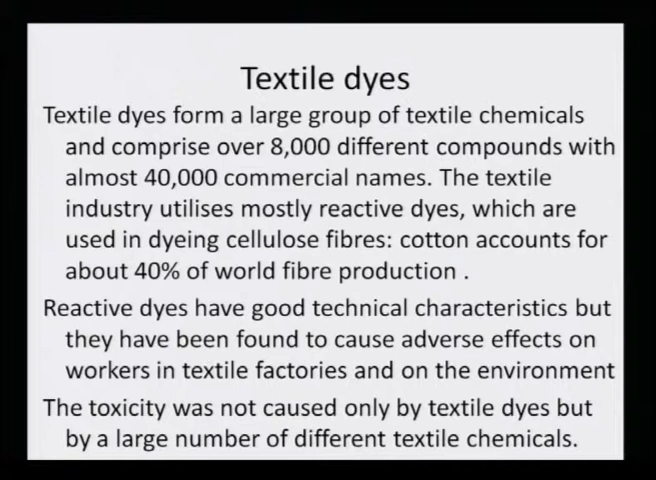 Textile dyes
Textile dyes form a large group of textile chemicals
and comprise over 8,000 different compounds with
almost 40,000 commercial names. The textile
industry utilises mostly reactive dyes, which are
used in dyeing cellulose fibres: cotton accounts for
about 40% of world fibre production .
Reactive dyes have good technical characteristics but
they have been found to cause adverse effects on
workers in textile factories and on the environment
The toxicity was not caused only by textile dyes but
by a large number of different textile chemicals.